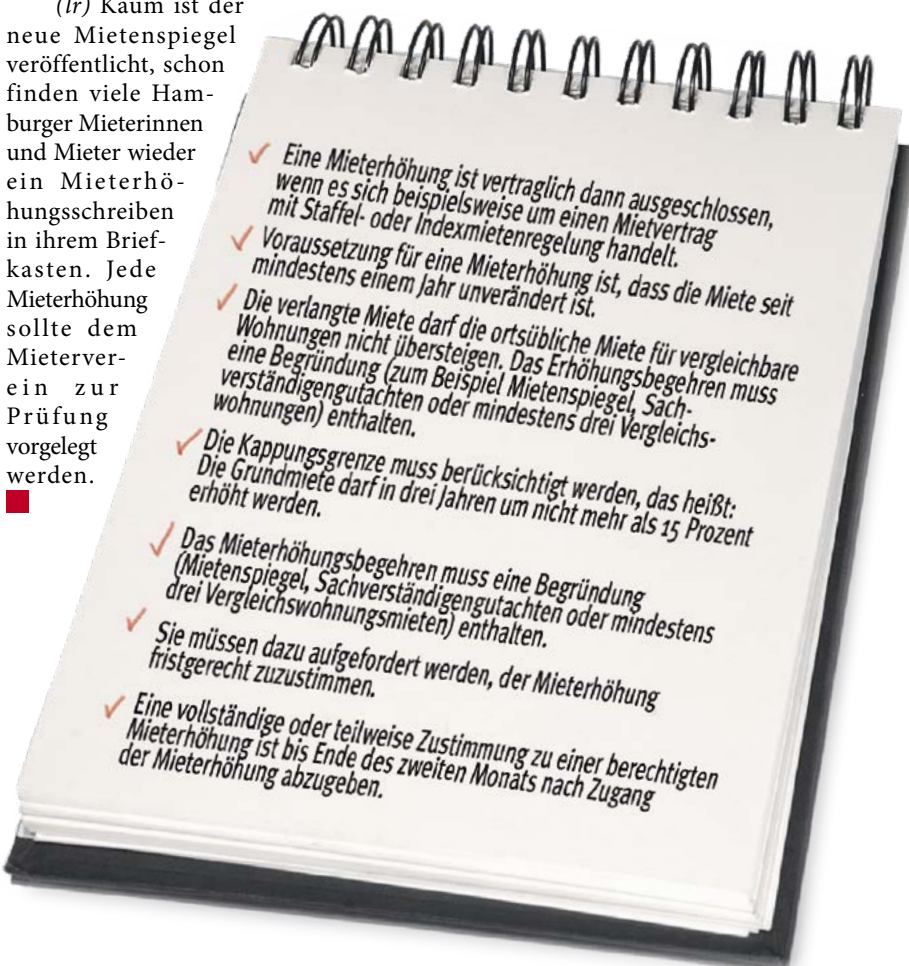 (lr) Kaum ist der
neue Mietenspiegel
veröffentlicht, schon
finden viele Ham-
burger Mieterinnen
und Mieter wieder
ein Mieterhö-
hungsschreiben
in ihrem Brief-
kasten. Jede
Mieterhöhung
sollte dem
Mieterver-
ein zur
Prüfung
vorgelegt
werden.
Eine Mieterhöhung ist vertraglich dann ausgeschlossen,
wenn es sich beispielsweise um einen Mietvertrag
mit Staffel- oder Indexmietenregelung handelt.
Voraussetzung für eine Mieterhöhung ist, dass die Miete seit
mindestens einem Jahr unverändert ist.
Die verlangte Miete darf die ortsübliche Miete für vergleichbare
Wohnungen nicht übersteigen. Das Erhöhungsbegehren muss
eine Begründung (zum Beispiel Mietenspiegel, Sach-
verständigengutachten oder mindestens drei Vergleichs-
wohnungen) enthalten.
Die Kappungsgrenze muss berücksichtigt werden, das heißt:
Die Grundmiete darf in drei Jahren um nicht mehr als 15 Prozent
erhöht werden.
Das Mieterhöhungsbegehren muss eine Begründung
(Mietenspiegel, Sachverständigengutachten oder mindestens
drei Vergleichswohnungsmieten) enthalten.
Sie müssen dazu aufgefordert werden, der Mieterhöhung
fristgerecht zuzustimmen.
Eine vollständige oder teilweise Zustimmung zu einer berechtigten
Mieterhöhung ist bis Ende des zweiten Monats nach Zugang
der Mieterhöhung abzugeben.